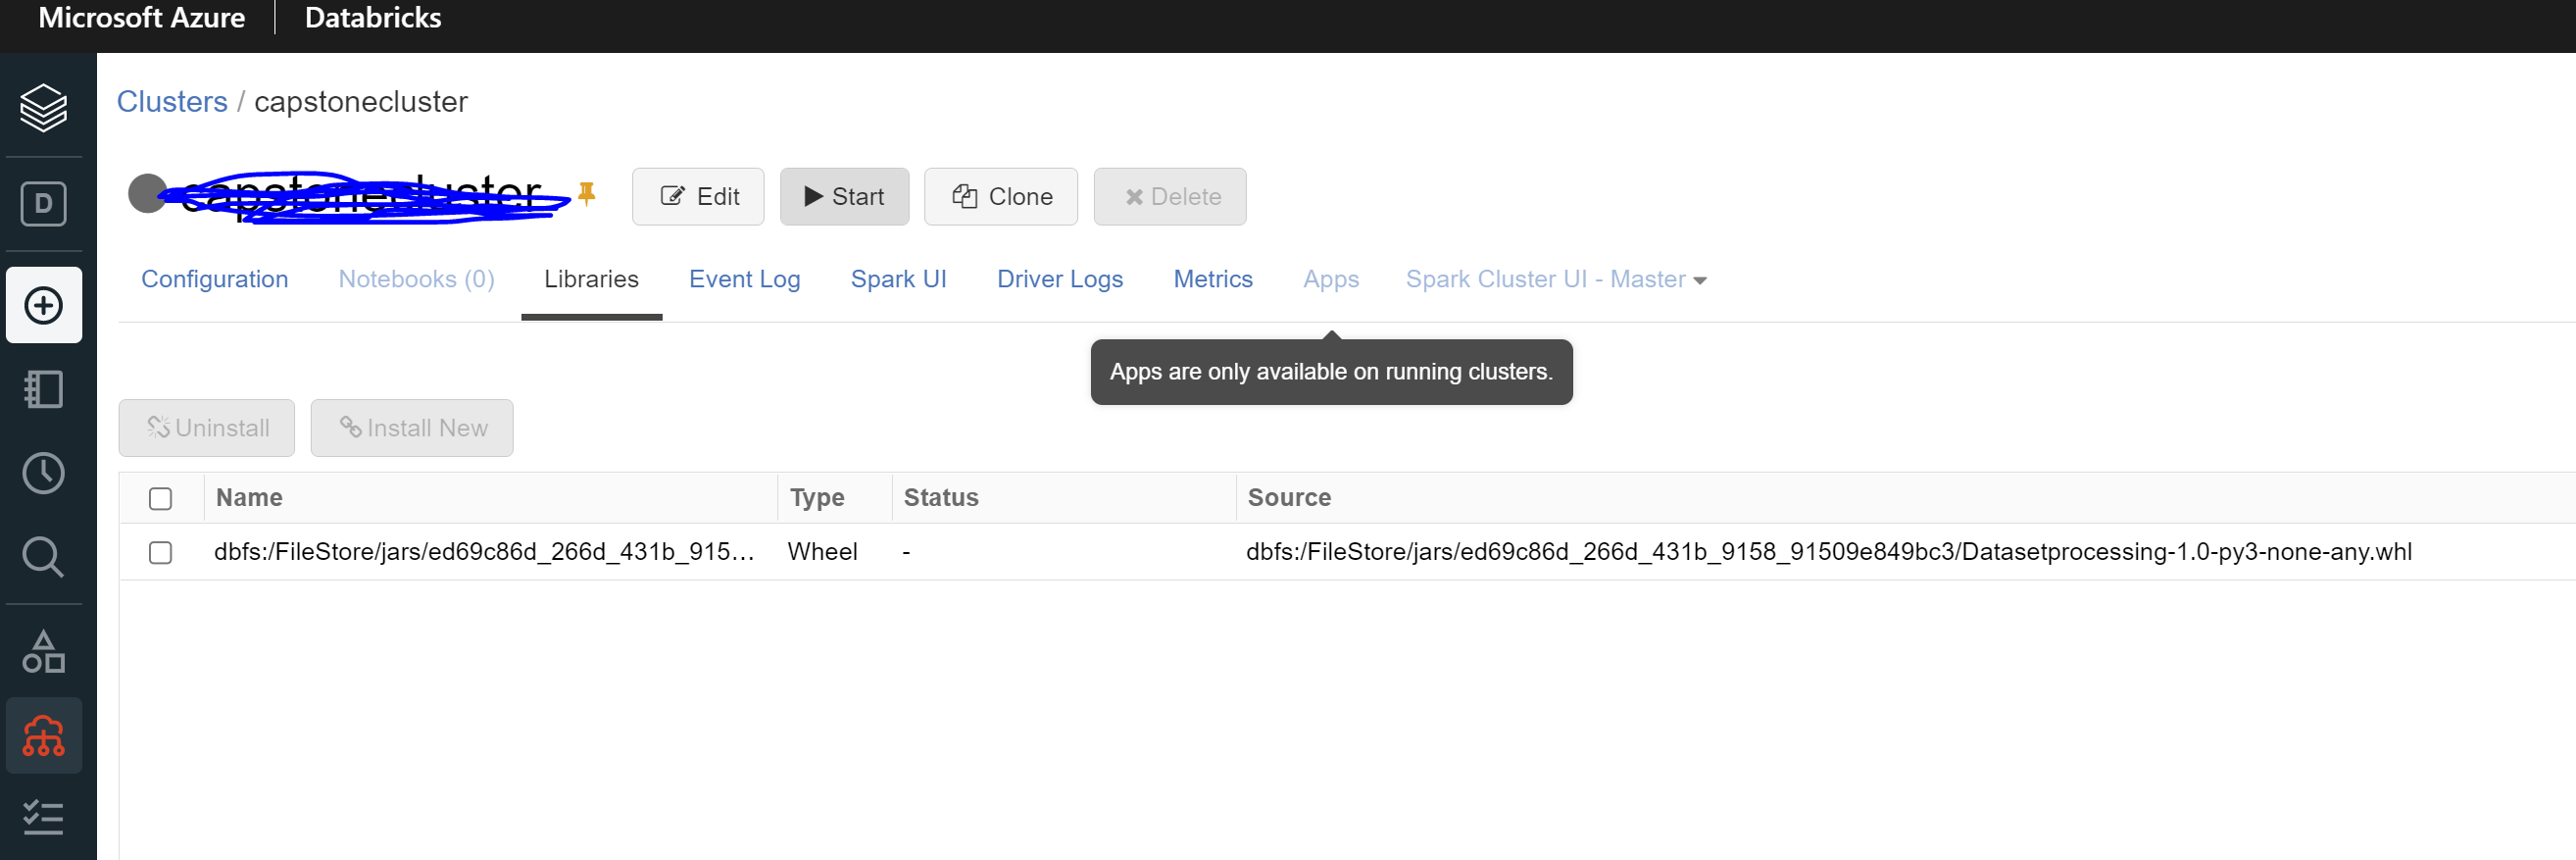 Microsoft Azure | Databricks
Clusters / capstonecluster
capstonecluster Edit Start Clone Delete
D
Configuration Notebooks (0) Libraries Event Log Spark UI Driver Logs Metrics Apps Spark Cluster UI - Master
Apps are only available on running clusters.
Uninstall Install New
Name Type Status Source
dbfs:/FileStore/jars/ed69c86d_266d_431b_915... Wheel - dbfs:/FileStore/jars/ed69c86d_266d_431b_9158_91509e849bc3/Datasetprocessing-1.0-py3-none-any.whl